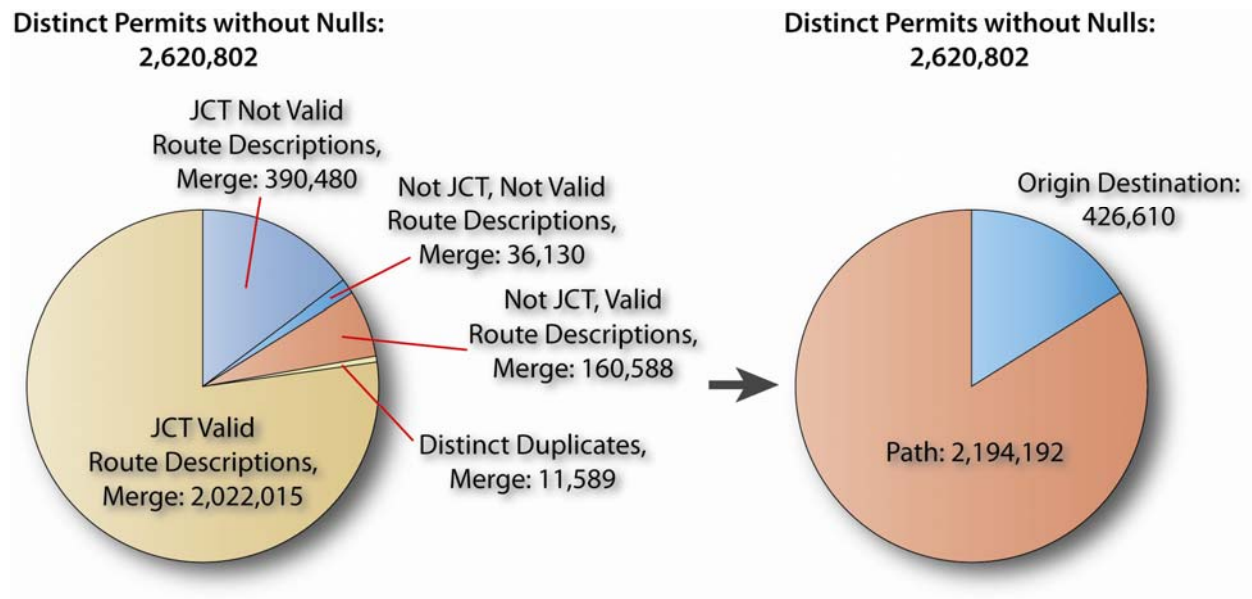 Distinct Permits without Nulls:
2,620,802
JCT Not Valid
Route Descriptions,
Merge: 390,480
Not JCT, Not Valid
Route Descriptions,
Merge: 36,130
Not JCT, Valid
Route Descriptions,
Merge: 160,588
Distinct Duplicates,
Merge: 11,589
JCT Valid
Route Descriptions,
Merge: 2,022,015
Distinct Permits without Nulls:
2,620,802
Origin Destination:
426,610
Path: 2,194,192